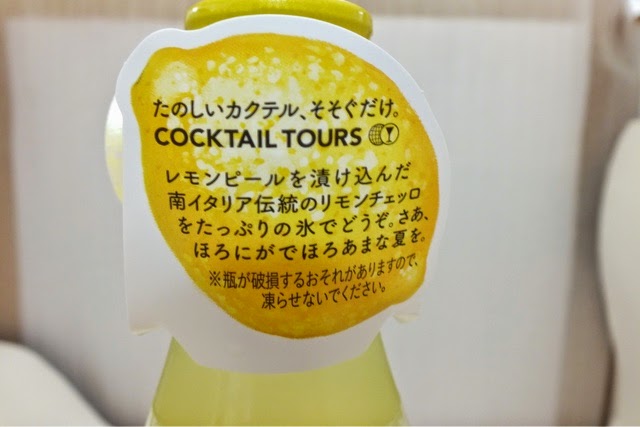 たのしいカクテル、そそぐだけ。
COCKTAIL TOURS
レモンピールを漬け込んだ
南イタリア伝統のリモンチェッロ
をたっぷりの氷でどうぞ。さあ、
ほろにがでほろあまな夏を。
※瓶が破損するおそれがありますので、
凍らせないでください。